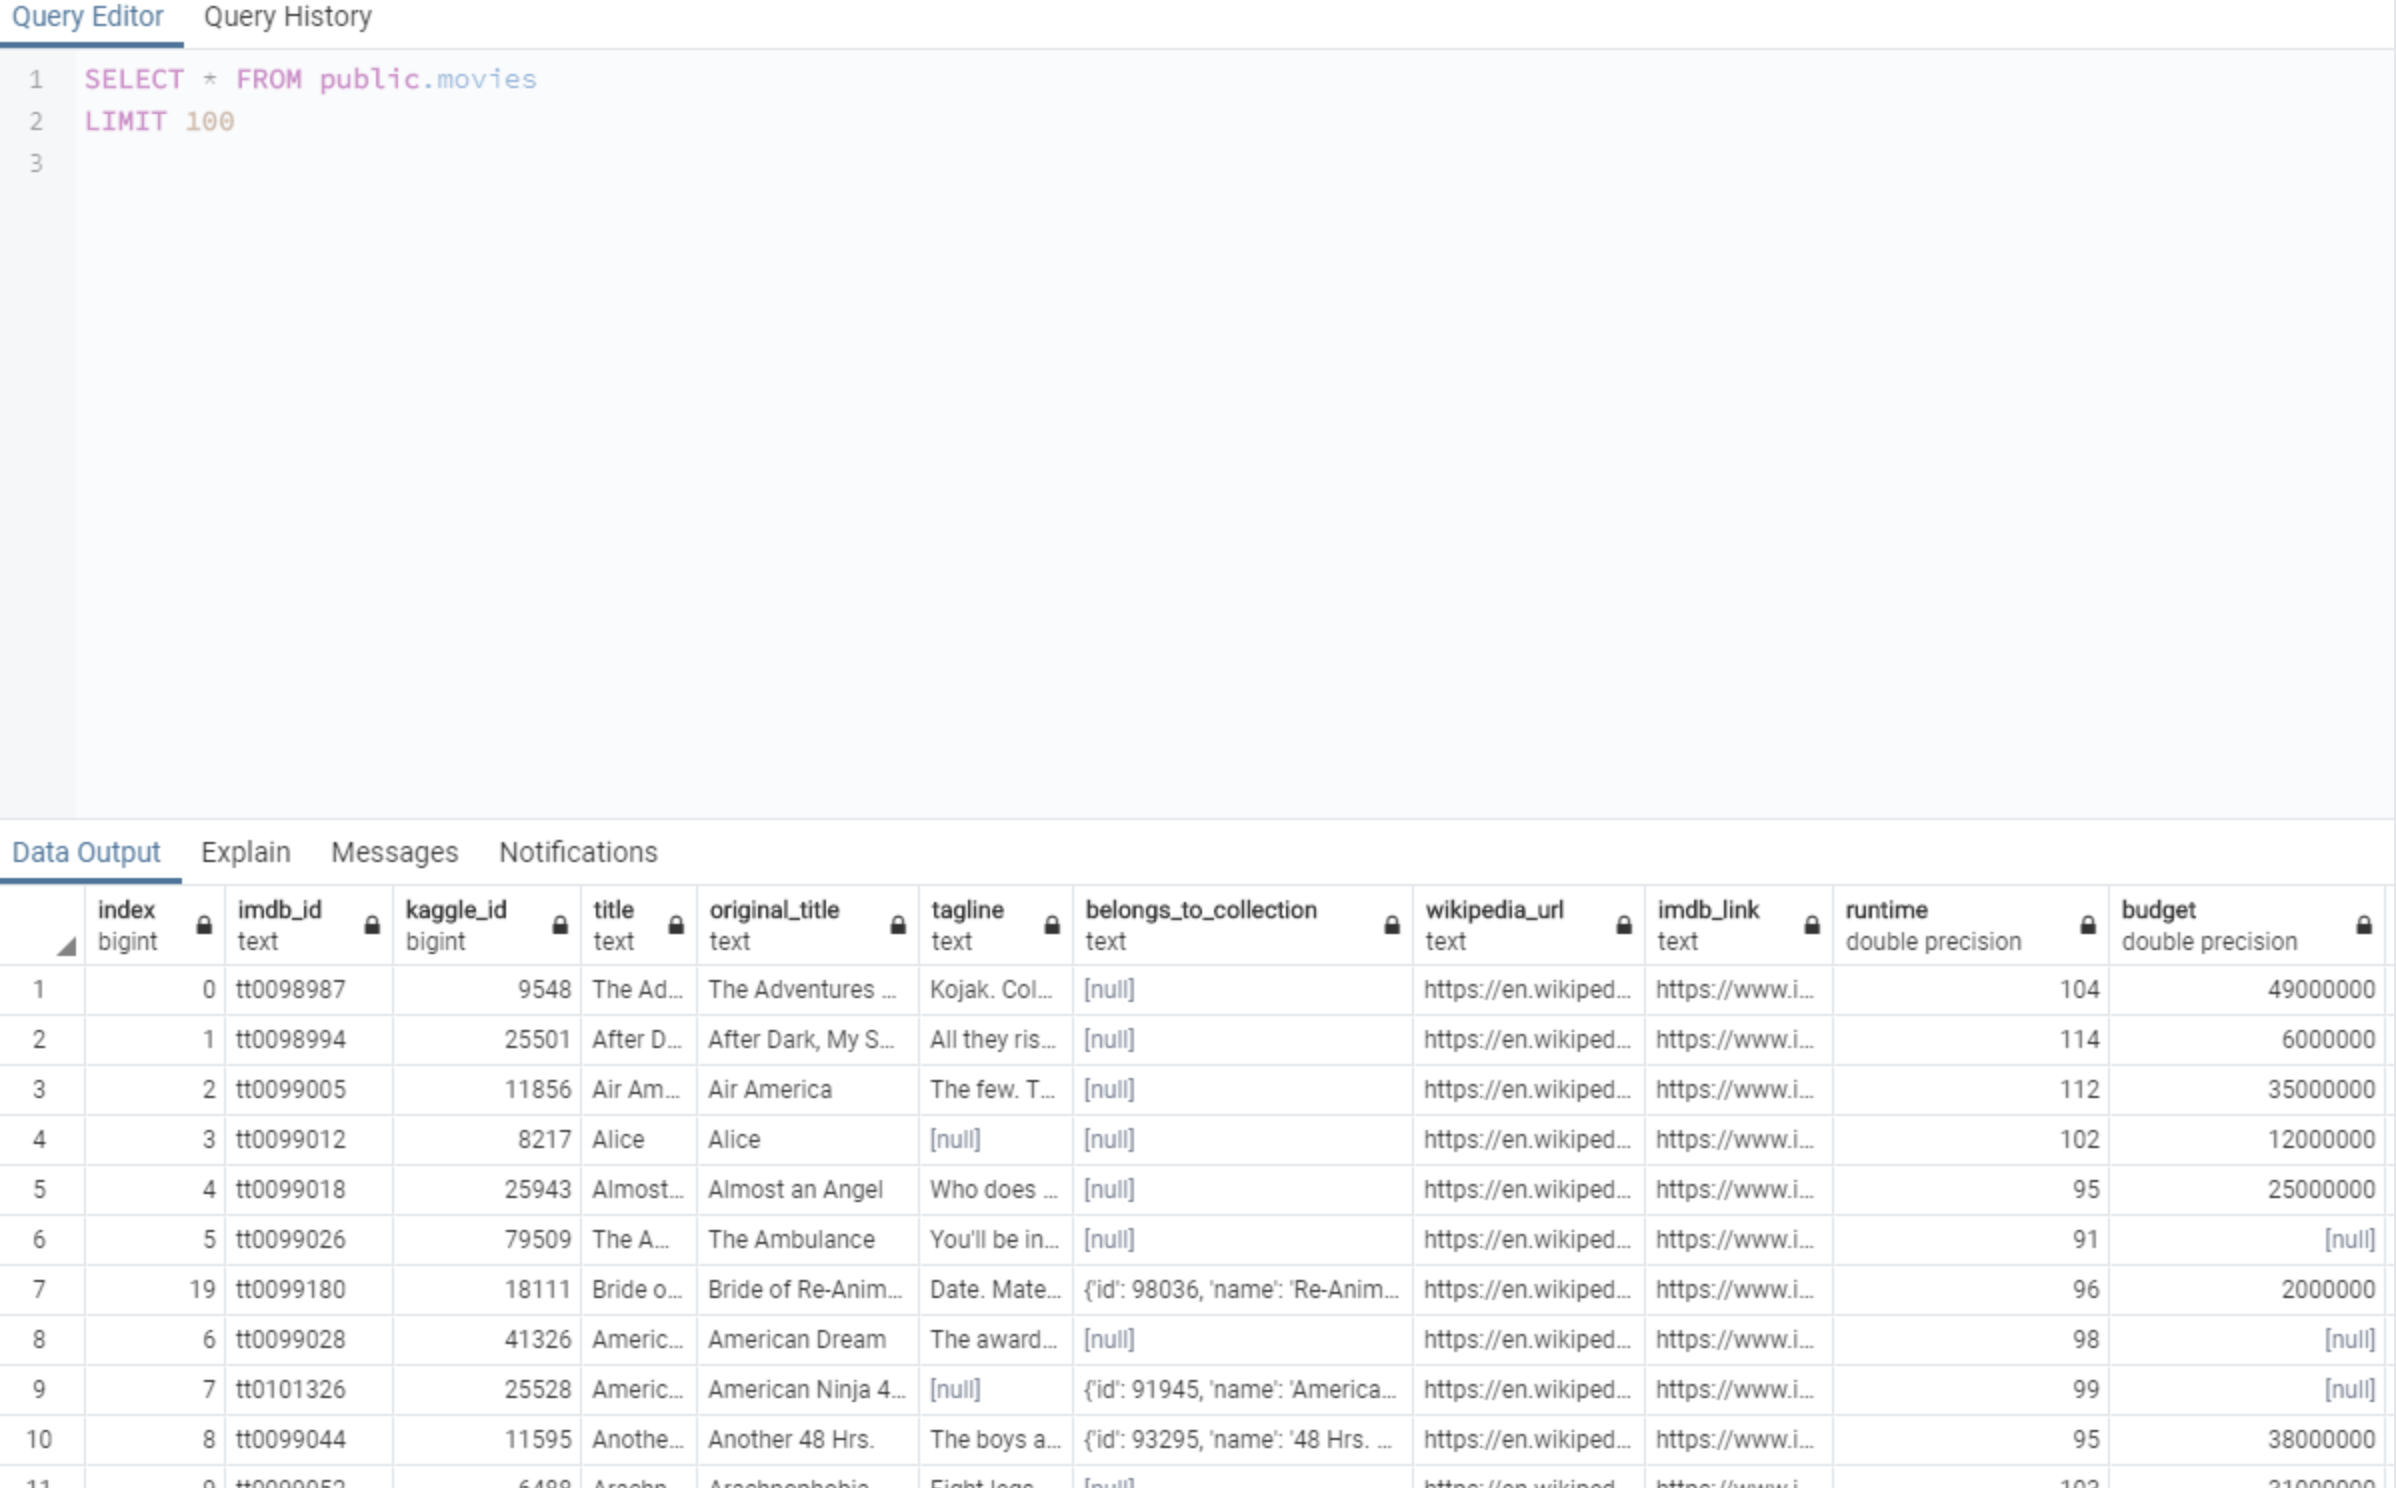 Query Editor Query History
1 SELECT * FROM public.movies
2 LIMIT 100
3
Data Output Explain Messages Notifications
index imdb_id kaggle_id title original_title tagline belongs_to_collection wikipedia_url imdb_link runtime budget
bigint text bigint text text text text text text double precision double precision
1 0 tt0098987 9548 The Ad... The Adventures ... Kojak. Col... [null] https://en.wikiped... https://www.i... 104 49000000
2 1 tt0098994 25501 After D... After Dark, My S... All they ris... [null] https://en.wikiped... https://www.i... 114 6000000
3 2 tt0099005 11856 Air Am... Air America The few. T... [null] https://en.wikiped... https://www.i... 112 35000000
4 3 tt0099012 8217 Alice Alice [null] [null] https://en.wikiped... https://www.i... 102 12000000
5 4 tt0099018 25943 Almost... Almost an Angel Who does ... [null] https://en.wikiped... https://www.i... 95 25000000
6 5 tt0099026 79509 The A... The Ambulance You'll be in... [null] https://en.wikiped... https://www.i... 91 [null]
7 19 tt0099180 18111 Bride o... Bride of Re-Anim... Date. Mate... {'id': 98036, 'name': 'Re-Anim... https://en.wikiped... https://www.i... 96 2000000
8 6 tt0099028 41326 Americ... American Dream The award... [null] https://en.wikiped... https://www.i... 98 [null]
9 7 tt0101326 25528 Americ... American Ninja 4... [null] {'id': 91945, 'name': 'America... https://en.wikiped... https://www.i... 99 [null]
10 8 tt0099044 11595 Anothe... Another 48 Hrs. The boys a... {'id': 93295, 'name': '48 Hrs. ... https://en.wikiped... https://www.i... 95 38000000